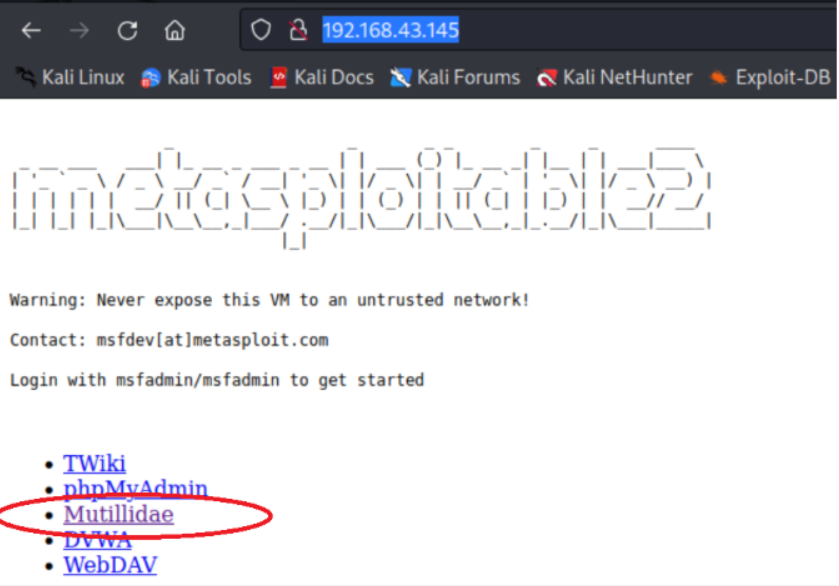 192.168.43.145
Kali Linux Kali Tools Kali Docs Kali Forums Kali NetHunter Exploit-DB
metasploitable2
Warning: Never expose this VM to an untrusted network!
Contact: msfdev[at]metasploit.com
Login with msfadmin/msfadmin to get started
TWiki
phpMyAdmin
Mutillidae
DVWA
WebDAV